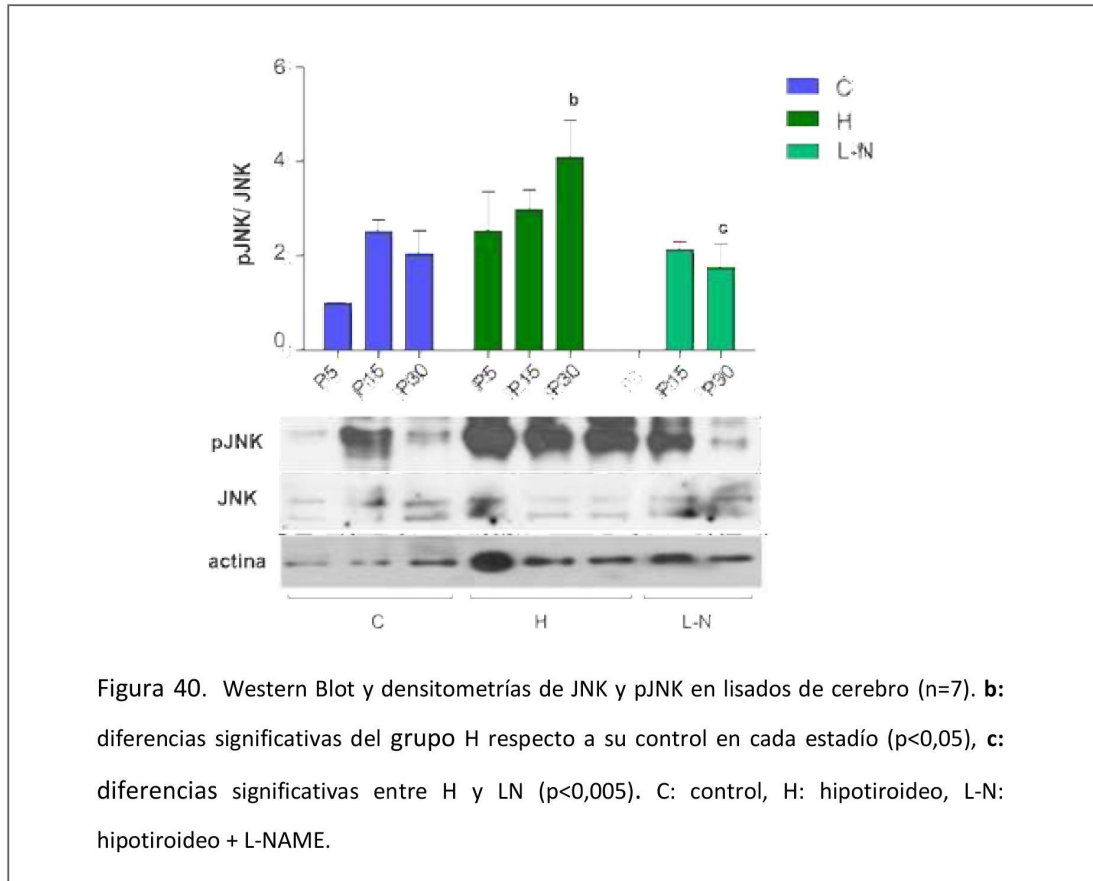 6
4
2
0
pJNK/ JNK
b
c
C
H
L-N
P5
P15
P30
P5
P15
P30
P15
P30
pJNK
JNK
actina
C
H
L-N
Figura 40. Western Blot y densitometrías de JNK y pJNK en lisados de cerebro (n=7). b:
diferencias significativas del grupo H respecto a su control en cada estadío (p<0,05), c:
diferencias significativas entre H y LN (p<0,005). C: control, H: hipotiroideo, L-N:
hipotiroideo + L-NAME.